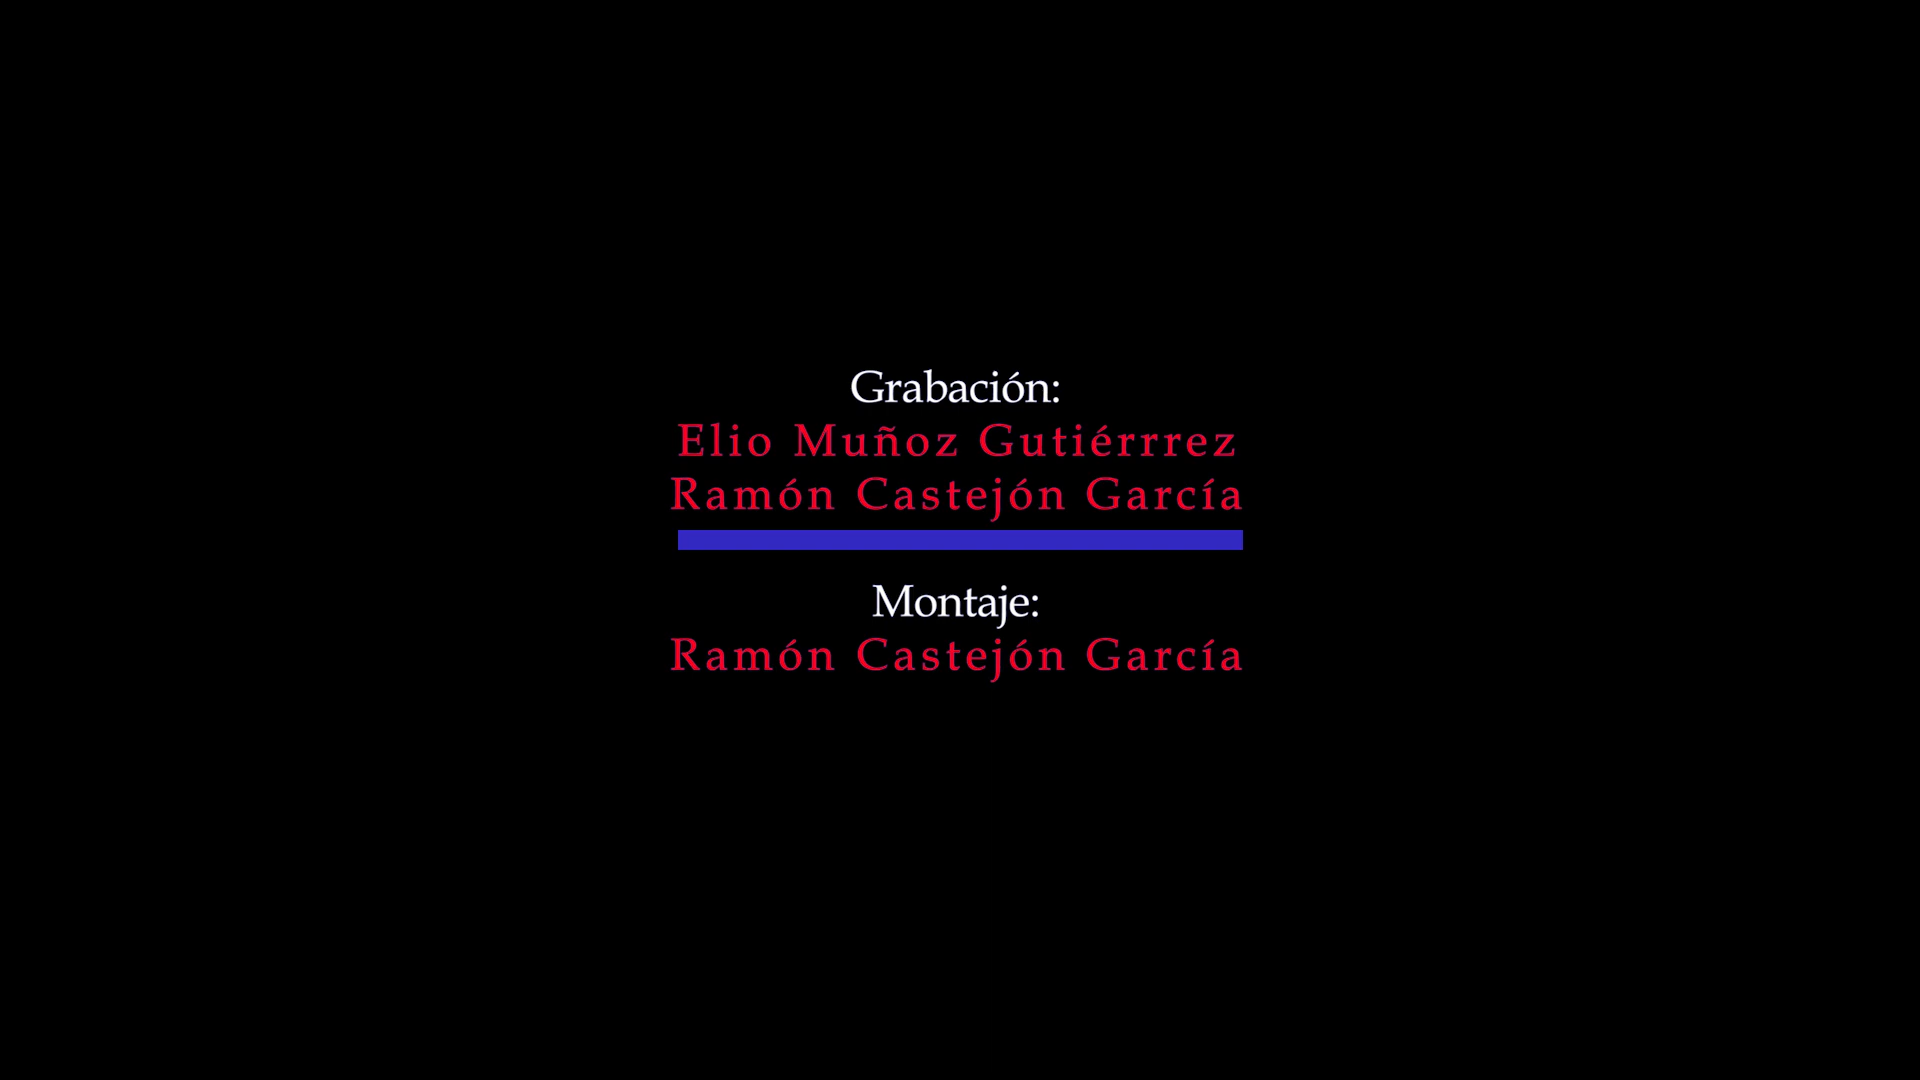 Grabación:
Elio Muñoz Gutiérrrez
Ramón Castejón García
Montaje:
Ramón Castejón García